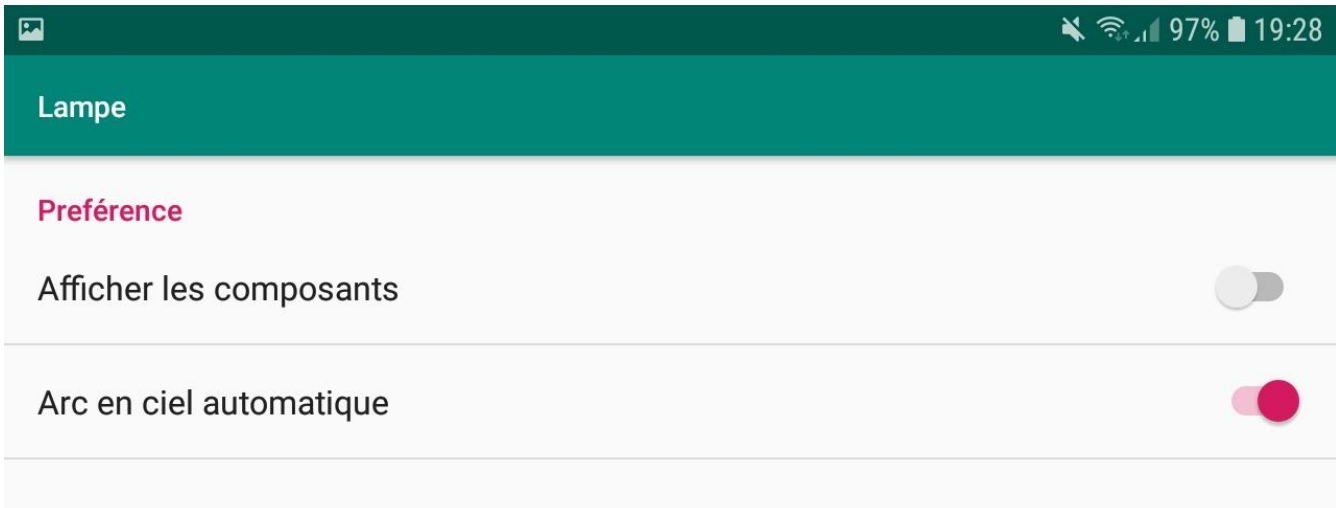 97% 19:28
Lampe
Preférence
Afficher les composants
Arc en ciel automatique